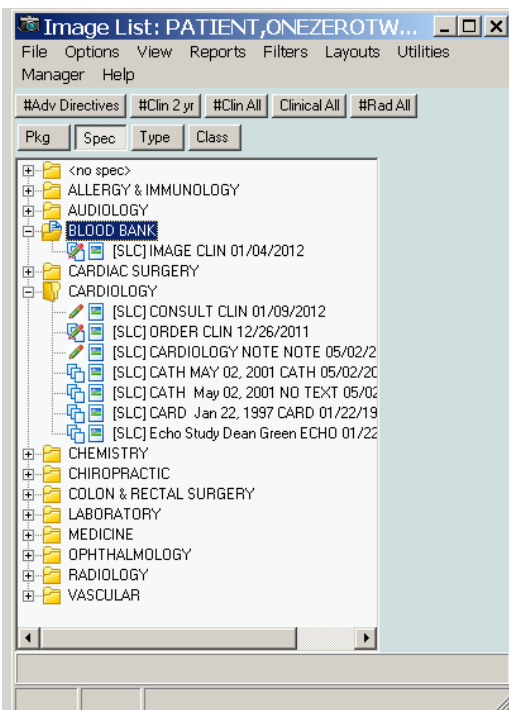 Image List: PATIENT,ONEZEROTW...
File Options View Reports Filters Layouts Utilities
Manager Help
#Adv Directives #Clin 2 yr #Clin All Clinical All #Rad All
Pkg Spec Type Class
<no spec>
ALLERGY & IMMUNOLOGY
AUDIOLOGY
BLOOD BANK
[SLC] IMAGE CLIN 01/04/2012
CARDIAC SURGERY
CARDIOLOGY
[SLC] CONSULT CLIN 01/09/2012
[SLC] ORDER CLIN 12/26/2011
[SLC] CARDIOLOGY NOTE NOTE 05/02/2
[SLC] CATH MAY 02, 2001 CATH 05/02/20
[SLC] CATH May 02, 2001 NO TEXT 05/02
[SLC] CARD Jan 22, 1997 CARD 01/22/19
[SLC] Echo Study Dean Green ECHO 01/22
CHEMISTRY
CHIROPRACTIC
COLON & RECTAL SURGERY
LABORATORY
MEDICINE
OPHTHALMOLOGY
RADIOLOGY
VASCULAR